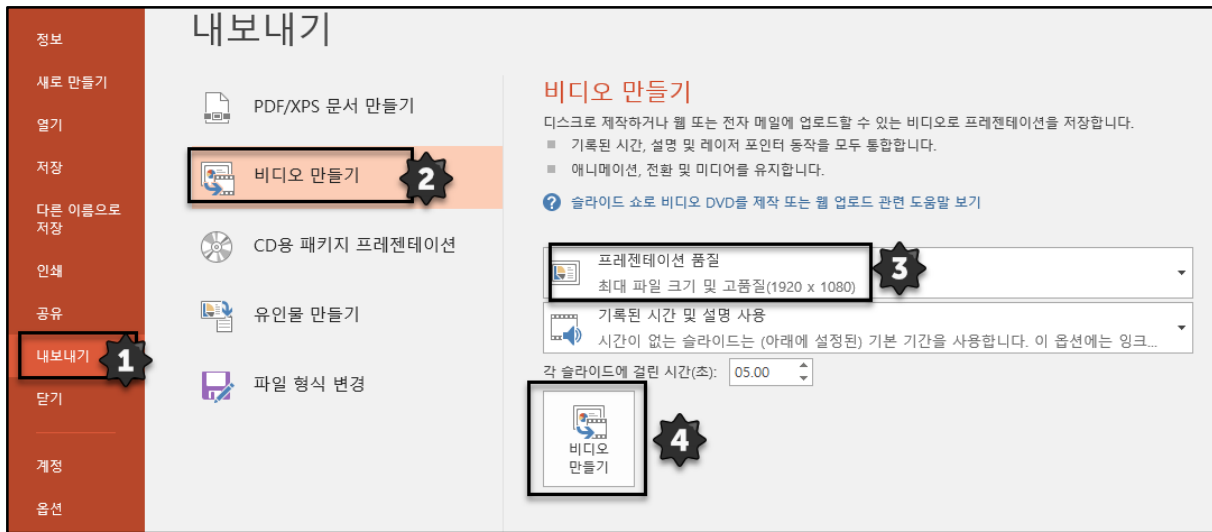 정보
새로 만들기
열기
저장
다른 이름으로
저장
인쇄
공유
내보내기
1
닫기
계정
옵션
내보내기
PDF/XPS 문서 만들기
비디오 만들기
2
CD용 패키지 프레젠테이션
유인물 만들기
파일 형식 변경
비디오 만들기
디스크로 제작하거나 웹 또는 전자 메일에 업로드할 수 있는 비디오로 프레젠테이션을 저장합니다.
기록된 시간, 설명 및 레이저 포인터 동작을 모두 통합합니다.
애니메이션, 전환 및 미디어를 유지합니다.
슬라이드 쇼로 비디오 DVD를 제작 또는 웹 업로드 관련 도움말 보기
프레젠테이션 품질
3
최대 파일 크기 및 고품질(1920 x 1080)
기록된 시간 및 설명 사용
시간이 없는 슬라이드는 (아래에 설정된) 기본 기간을 사용합니다. 이 옵션에는 잉크...
각 슬라이드에 걸린 시간(초): 05.00
비디오
만들기
4